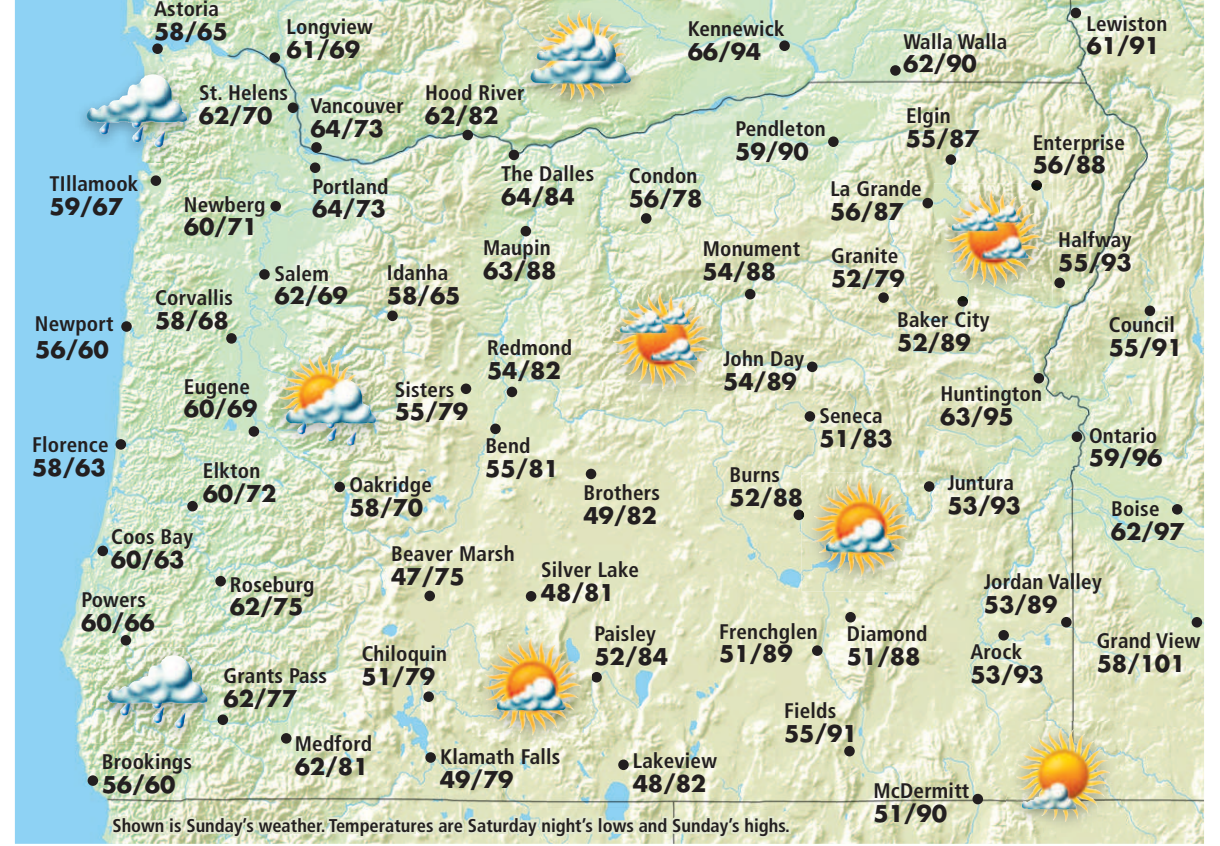 Astoria
58/65
Longview
61/69
Kennewick
66/94
Walla Walla
62/90
Lewiston
61/91
St. Helens
62/70
Vancouver
64/73
Hood River
62/82
Pendleton
59/90
Elgin
55/87
Enterprise
56/88
TIllamook
59/67
Newberg
60/71
Portland
64/73
The Dalles
64/84
Condon
56/78
La Grande
56/87
Maupin
63/88
Monument
54/88
Granite
52/79
Halfway
55/93
Salem
62/69
Idanha
58/65
Corvallis
58/68
Newport
56/60
Baker City
52/89
Council
55/91
Redmond
54/82
John Day
54/89
Eugene
60/69
Sisters
55/79
Huntington
63/95
Seneca
51/83
Florence
58/63
Bend
55/81
Ontario
59/96
Elkton
60/72
Oakridge
58/70
Brothers
49/82
Burns
52/88
Juntura
53/93
Boise
62/97
Coos Bay
60/63
Beaver Marsh
47/75
Silver Lake
48/81
Roseburg
62/75
Jordan Valley
53/89
Powers
60/66
Paisley
52/84
Frenchglen
51/89
Diamond
51/88
Arock
53/93
Grand View
58/101
Chiloquin
51/79
Grants Pass
62/77
Fields
55/91
Medford
62/81
Klamath Falls
49/79
Lakeview
48/82
Brookings
56/60
McDermitt
51/90
Shown is Sunday's weather. Temperatures are Saturday night's lows and Sunday's highs.